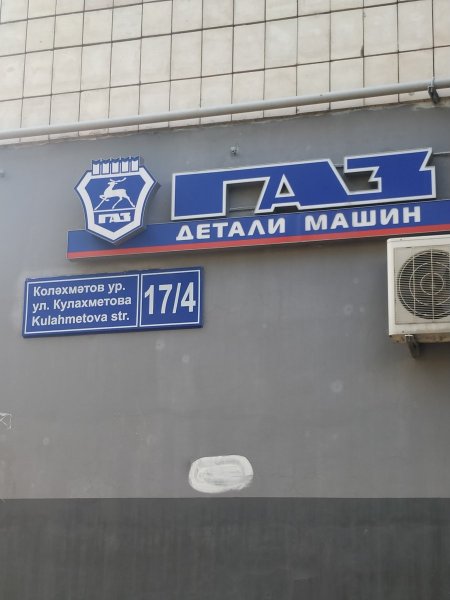 ГАЗ
ГАЗ
ДЕТАЛИ МАШИН
Коләхмәтов ур.
ул. Кулахметова
Kulahmetova str.
17/4